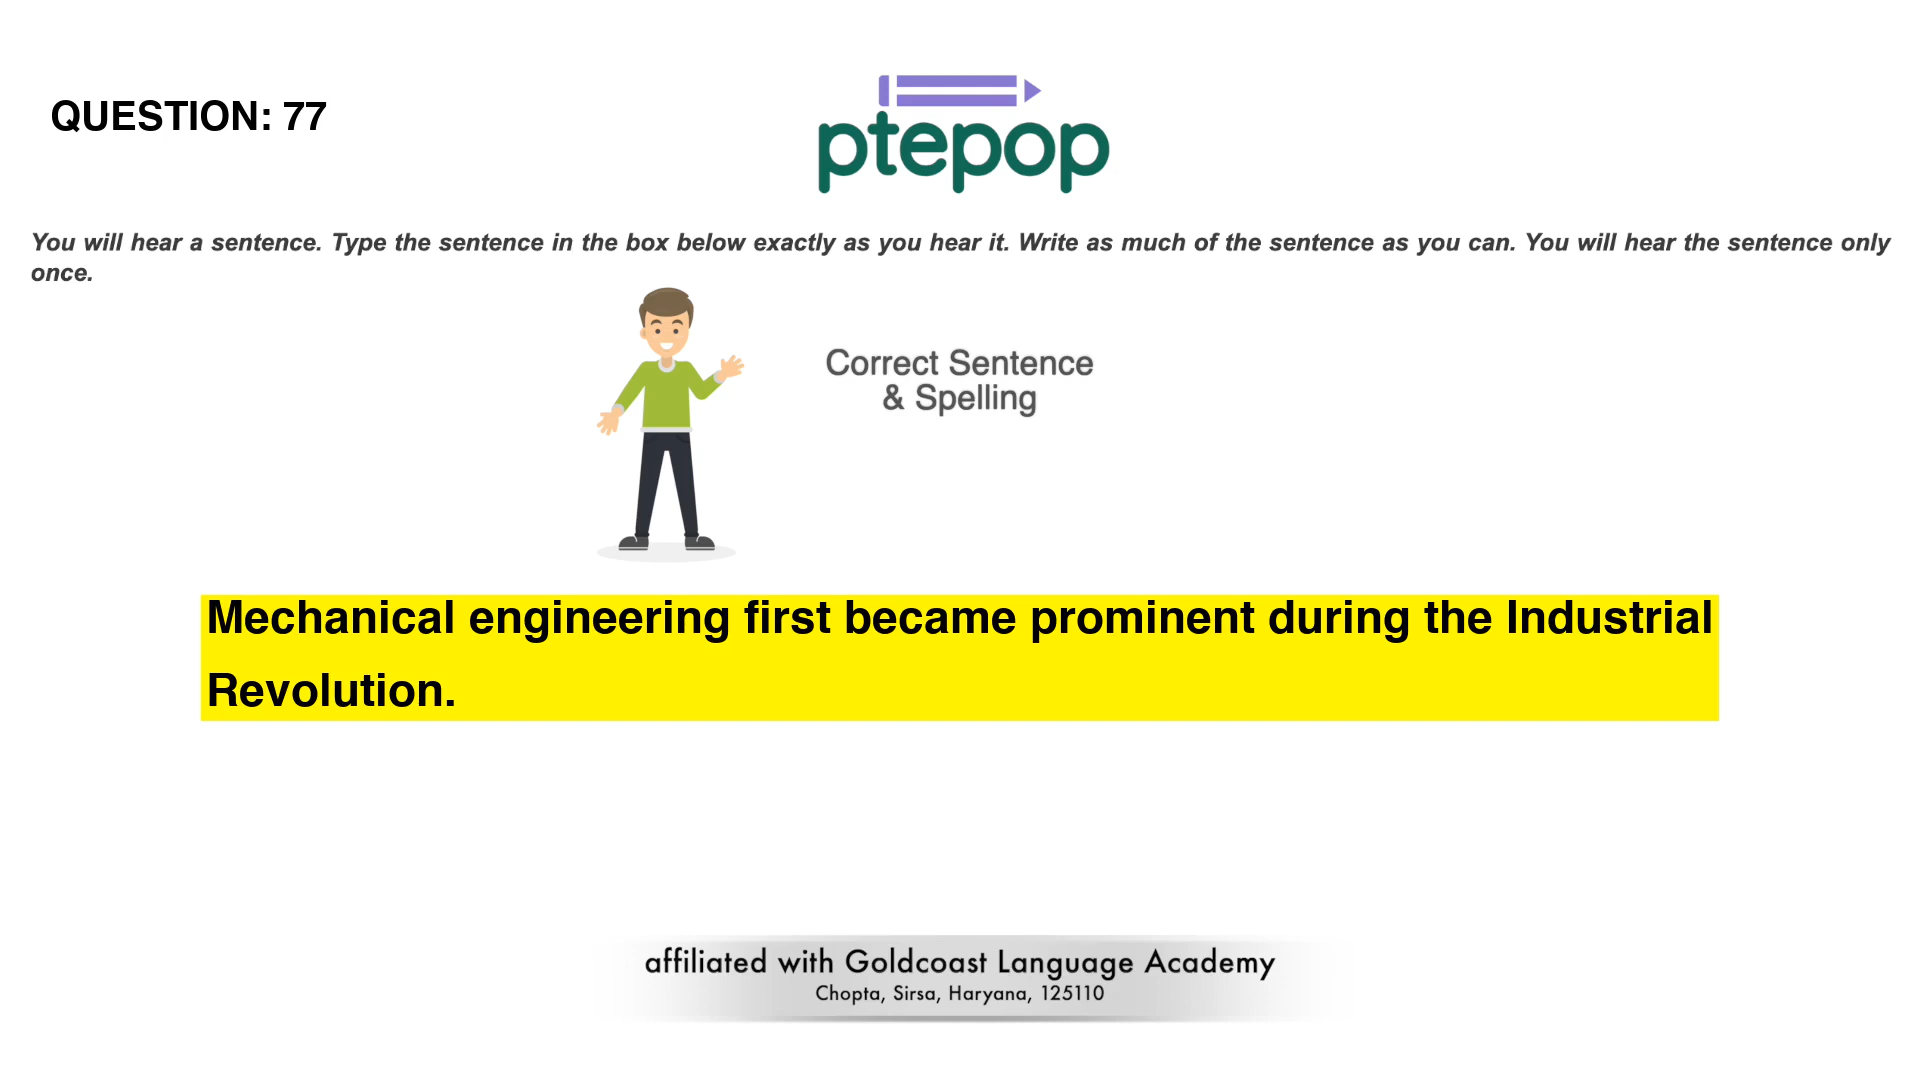 QUESTION: 77
ptepop
You will hear a sentence. Type the sentence in the box below exactly as you hear it. Write as much of the sentence as you can. You will hear the sentence only
once.
Correct Sentence
& Spelling
Mechanical engineering first became prominent during the Industrial
Revolution.
affiliated with Goldcoast Language Academy
Chopta, Sirsa, Haryana, 125110